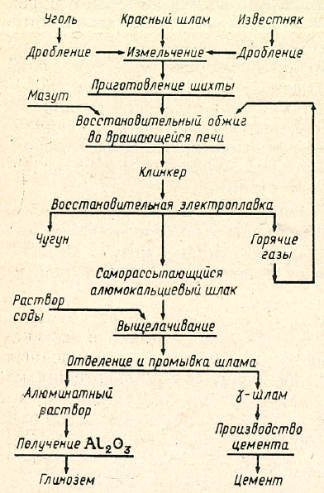 Уголь Красный шлам Известняк
Дробление Измельчение Дробление
Приготовление шихты
Мазут
Восстановительный обжиг
во вращающейся печи
Клинкер
Восстановительная электроплавка
Чугун
Горячие
газы
Саморассыпающийся
алюмокальциевый шлак
Раствор
соды
Выщелачивание
Отделение и промывка шлама
Алюминатный
раствор
γ-шлам
Получение Al₂O₃
Производство
цемента
Глинозем
Цемент